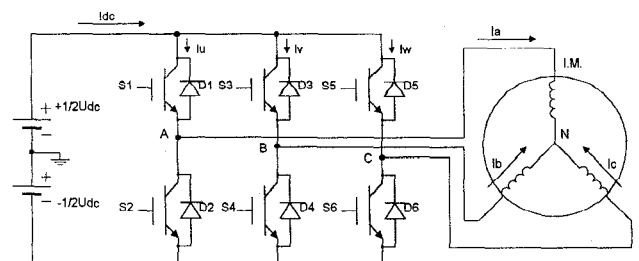 Idc
Iu
Iv
Iw
Ia
I.M.
S1
D1
S3
D3
S5
D5
+
+1/2Udc
−
A
B
C
N
Ib
Ic
+
−
-1/2Udc
S2
D2
S4
D4
S6
D6